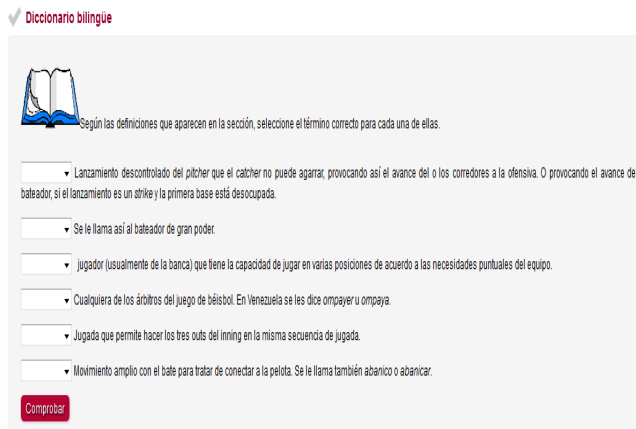 Diccionario bilingüe
Según las definiciones que aparecen en la sección, seleccione el término correcto para cada una de ellas.
Lanzamiento descontrolado del pitcher que el catcher no puede agarrar, provocando así el avance del o los corredores a la ofensiva. O provocando el avance de
bateador, si el lanzamiento es un strike y la primera base está desocupada.
Se le llama así al bateador de gran poder.
jugador (usualmente de la banca) que tiene la capacidad de jugar en varias posiciones de acuerdo a las necesidades puntuales del equipo.
Cualquiera de los árbitros del juego de béisbol. En Venezuela se les dice ompayer u ompaya.
Jugada que permite hacer los tres outs del inning en la misma secuencia de jugada.
Movimiento amplio con el bate para tratar de conectar a la pelota. Se le llama también abanico o abanicar.
Comprobar